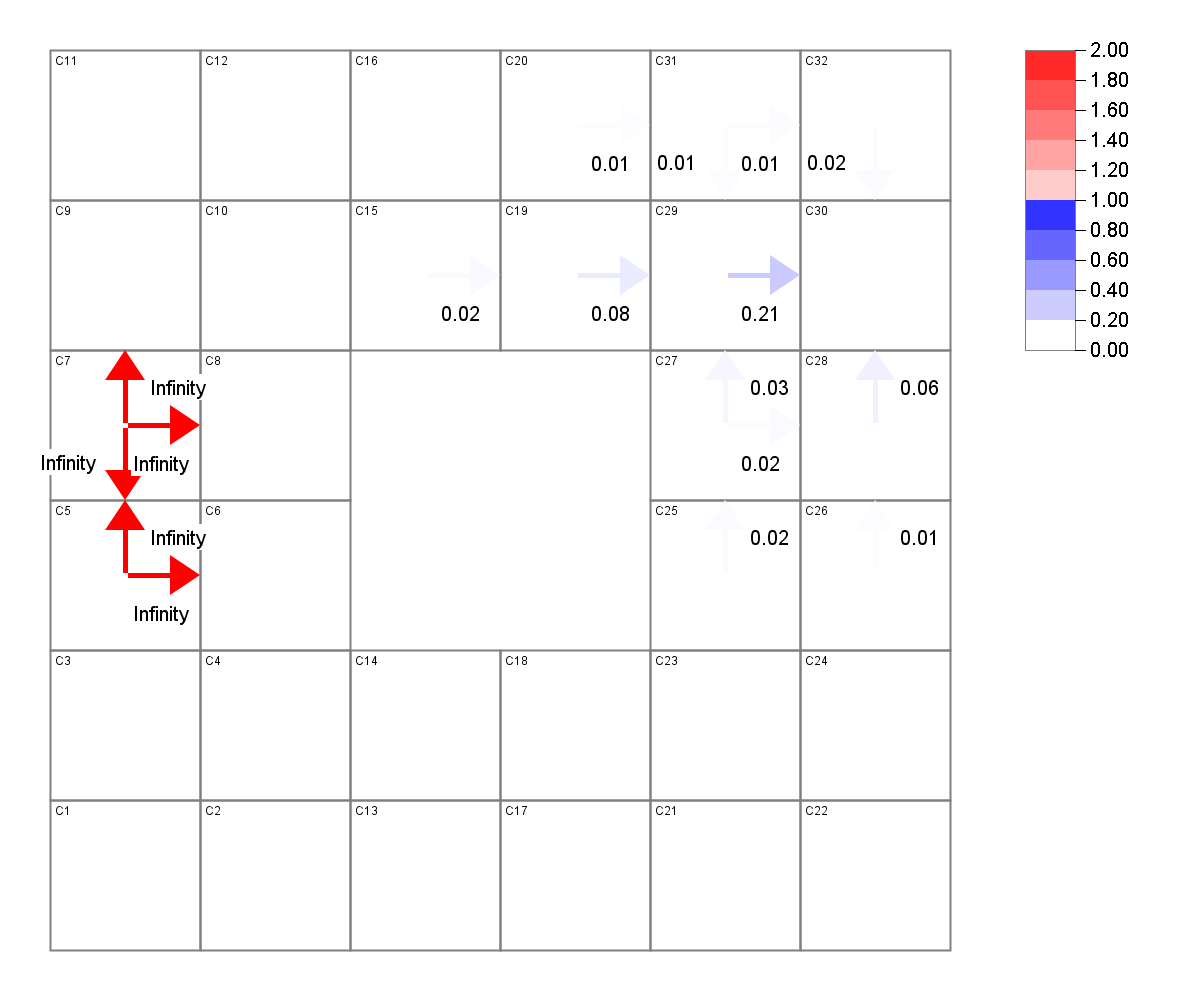 C11 C12 C16 C20 C31 C32 2.00
1.80
1.60
1.40
0.01 0.01 0.01 0.02 1.20
C9 C10 C15 C19 C29 C30 1.00
0.80
0.60
0.40
0.02 0.08 0.21 0.20
C7 C8 C27 C28 0.00
Infinity 0.03 0.06
Infinity Infinity 0.02
C5 C6 C25 C26
Infinity 0.02 0.01
Infinity
C3 C4 C14 C18 C23 C24
C1 C2 C13 C17 C21 C22